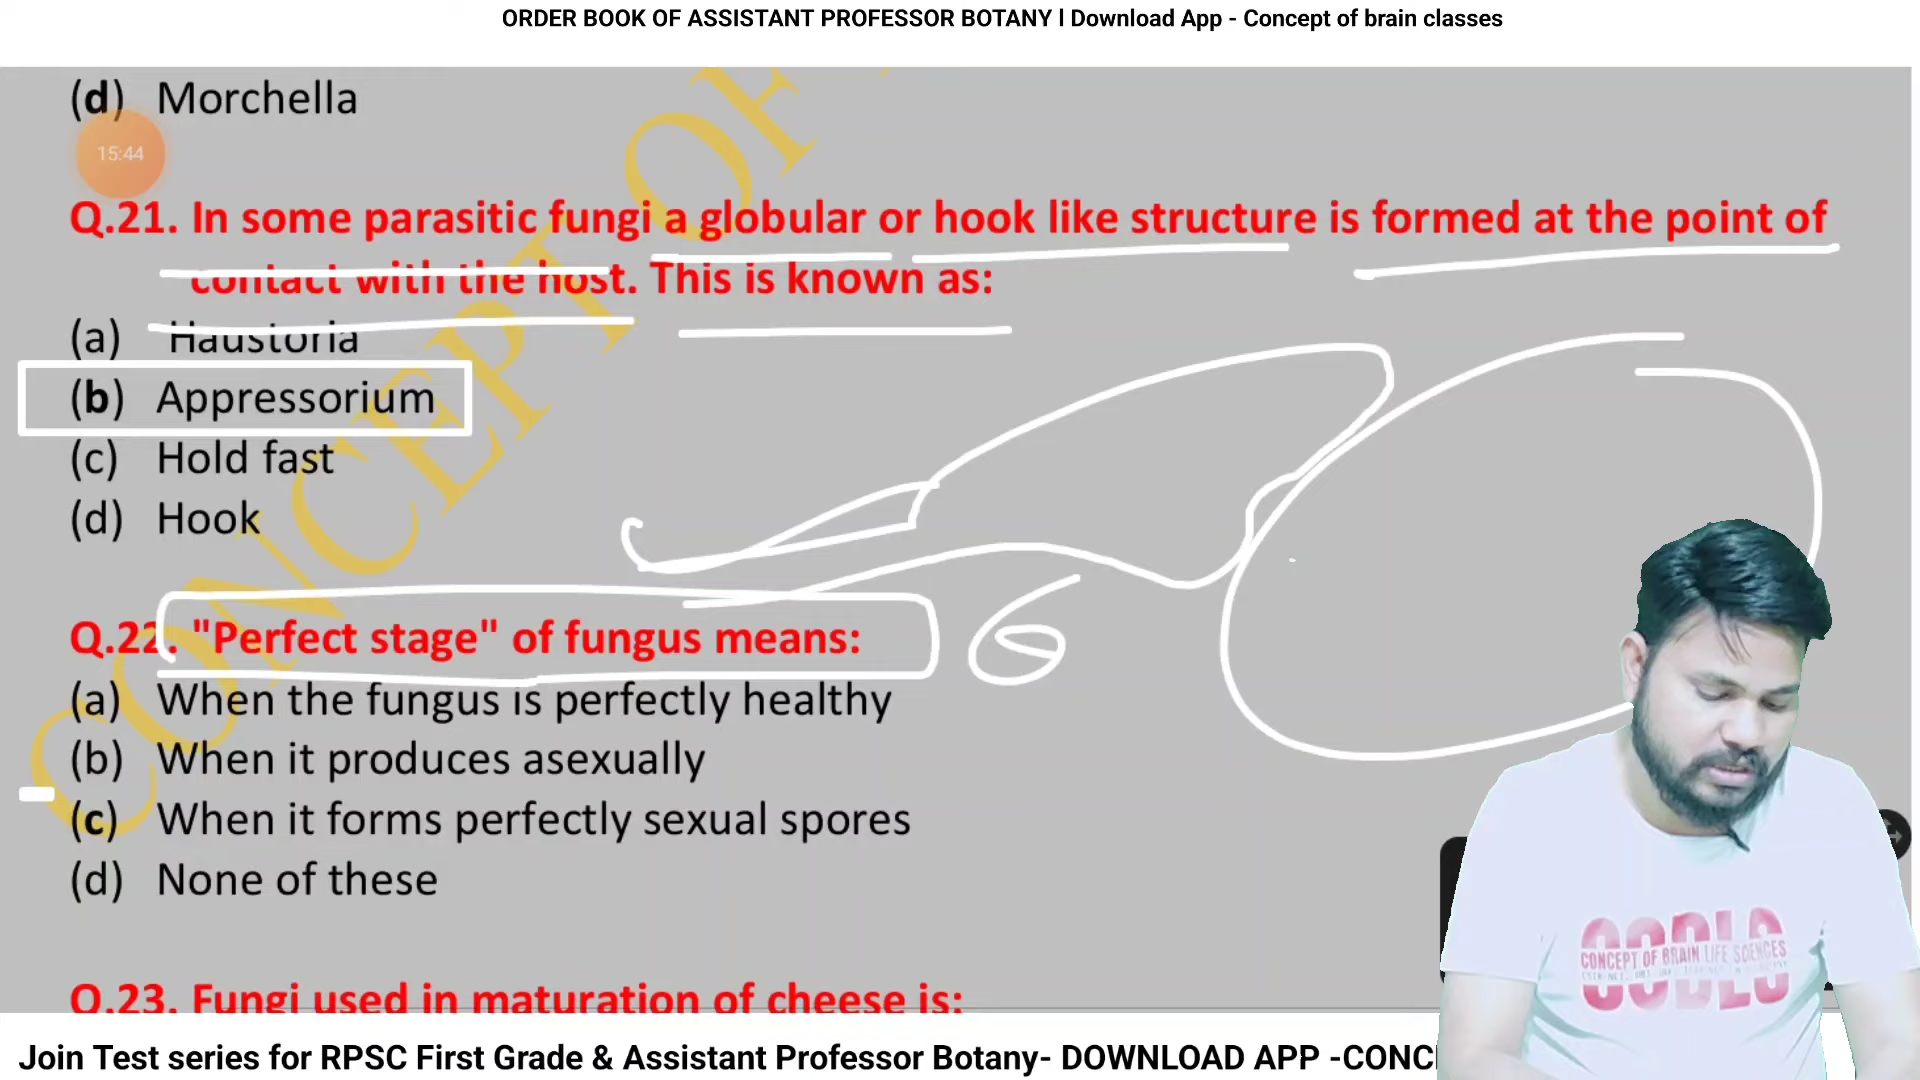 ORDER BOOK OF ASSISTANT PROFESSOR BOTANY l Download App - Concept of brain classes
(d) Morchella
15:44
Q.21. In some parasitic fungi a globular or hook like structure is formed at the point of
contact with the host. This is known as:
(a) Haustoria
(b) Appressorium
(c) Hold fast
(d) Hook
Q.22. "Perfect stage" of fungus means:
(a) When the fungus is perfectly healthy
(b) When it produces asexually
(c) When it forms perfectly sexual spores
(d) None of these
Q.23. Fungi used in maturation of cheese is:
CONCEPT OF
CONCEPT OF BRAIN LIFE SCIENCES
Join Test series for RPSC First Grade & Assistant Professor Botany- DOWNLOAD APP -CONC